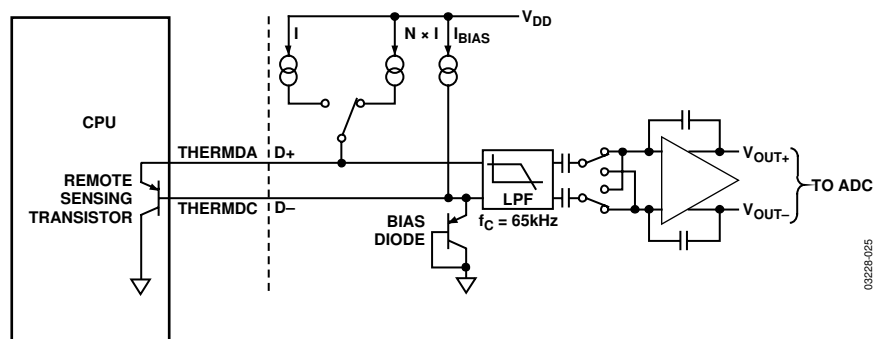 V_DD
I
N × I
I_BIAS
CPU
THERMDA
D+
REMOTE
SENSING
TRANSISTOR
THERMDC
D–
BIAS
DIODE
LPF
f_C = 65kHz
V_OUT+
TO ADC
V_OUT–
03228-025